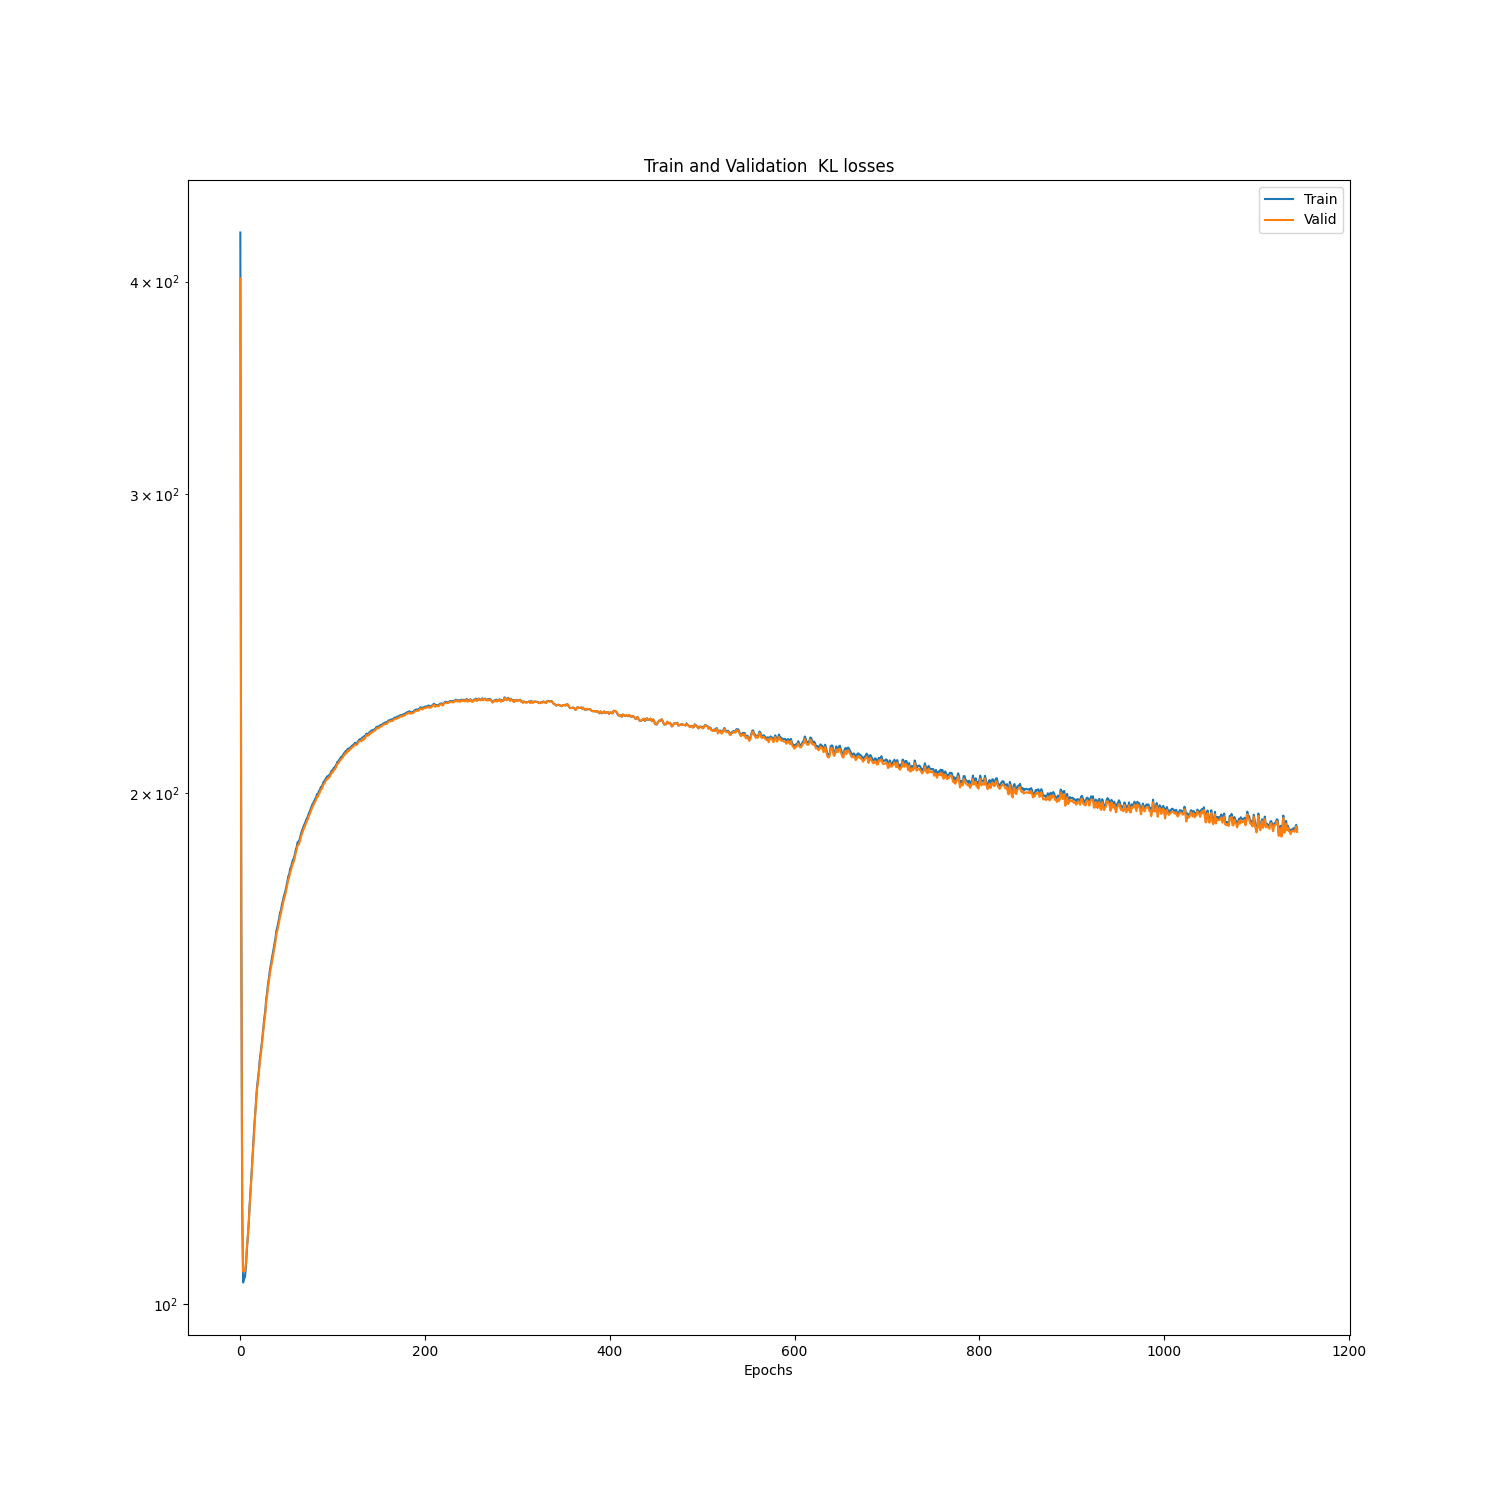 Train and Validation  KL losses
Train
Valid
4 × 10²
3 × 10²
2 × 10²
10²
0 200 400 600 800 1000 1200
Epochs